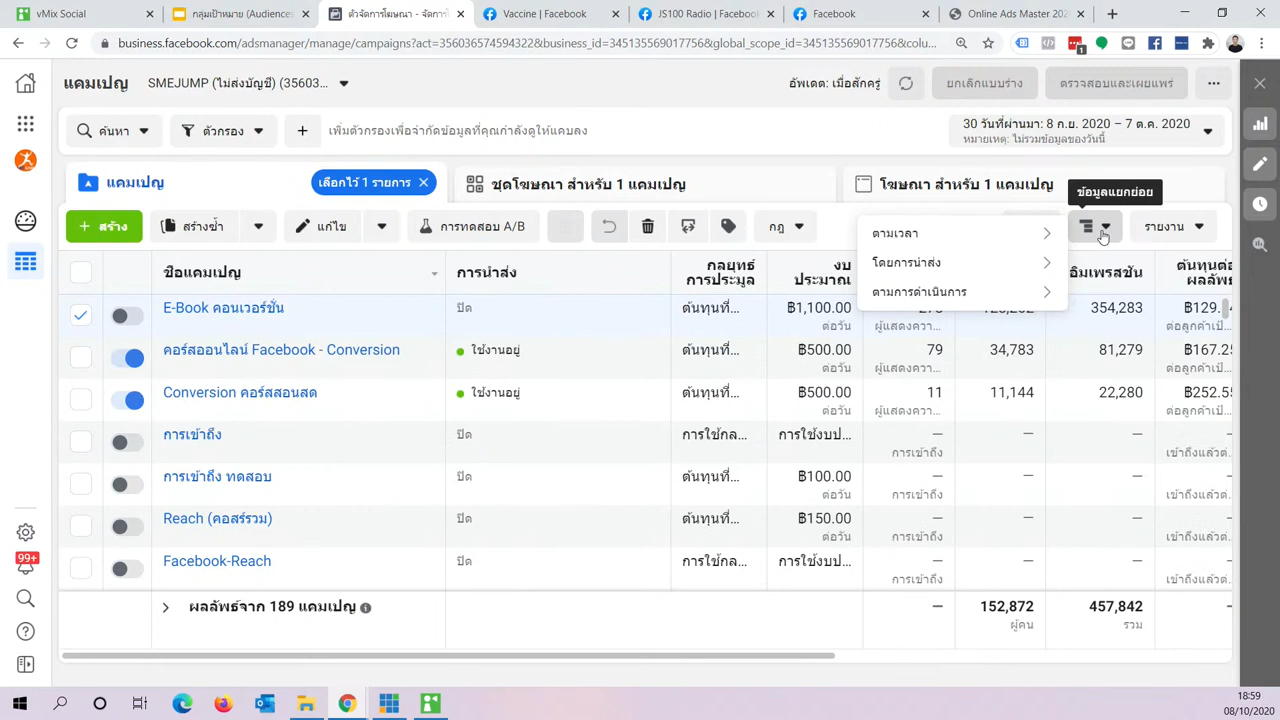 vMix Social
กลุ่มเป้าหมาย (Audiences
ตัวจัดการโฆษณา - จัดการโ
Vaccine | Facebook
JS100 Radio | Facebook
Facebook
Online Ads Master 202
business.facebook.com/adsmanager/manage/campaigns?act=356036574594322&business_id=345135569017756&global_scope_id=345135569017756&colu...
1
แคมเปญ
SMEJUMP (ไม่ส่งบัญชี) (35603...
อัพเดต: เมื่อสักครู่
ยกเลิกแบบร่าง
ตรวจสอบและเผยแพร่
ค้นหา
ตัวกรอง
เพิ่มตัวกรองเพื่อจำกัดข้อมูลที่คุณกำลังดูให้แคบลง
30 วันที่ผ่านมา: 8 ก.ย. 2020 – 7 ต.ค. 2020
หมายเหตุ: ไม่รวมข้อมูลของวันนี้
แคมเปญ
เลือกไว้ 1 รายการ
ชุดโฆษณา สำหรับ 1 แคมเปญ
โฆษณา สำหรับ 1 แคมเปญ
ข้อมูลแยกย่อย
สร้าง
สร้างซ้ำ
แก้ไข
การทดสอบ A/B
กฎ
รายงาน
ตามเวลา
โดยการนำส่ง
ตามการดำเนินการ
ชื่อแคมเปญ
การนำส่ง
กลยุทธ์
การประมูล
งบ
ประมาณ
อิมเพรสชัน
ต้นทุนต่อ
ผลลัพธ์
E-Book คอนเวอร์ชั่น
ปิด
ต้นทุนที่...
฿1,100.00
354,283
ต่อวัน
ผู้แสดงควา...
ต่อลูกค้าเป้...
คอร์สออนไลน์ Facebook - Conversion
ใช้งานอยู่
ต้นทุนที่...
฿500.00
79
34,783
81,279
฿167.25
ต่อวัน
ผู้แสดงควา...
ต่อลูกค้าเป้...
Conversion คอร์สสอนสด
ใช้งานอยู่
ต้นทุนที่...
฿500.00
11
11,144
22,280
฿252.55
ต่อวัน
ผู้แสดงควา...
ต่อลูกค้าเป้...
การเข้าถึง
ปิด
การใช้กล...
การใช้งบป...
—
—
—
—
การเข้าถึง
เข้าถึงแล้วต่...
การเข้าถึง ทดสอบ
ปิด
ต้นทุนที่...
฿100.00
—
—
—
—
ต่อวัน
การเข้าถึง
เข้าถึงแล้วต่...
Reach (คอสร์รวม)
ปิด
ต้นทุนที่...
฿150.00
—
—
—
—
ต่อวัน
การเข้าถึง
เข้าถึงแล้วต่...
Facebook-Reach
ปิด
การใช้กล...
การใช้งบป...
—
—
—
—
การเข้าถึง
เข้าถึงแล้วต่...
ผลลัพธ์จาก 189 แคมเปญ
—
152,872
457,842
—
ผู้คน
รวม
99+
18:59
08/10/2020